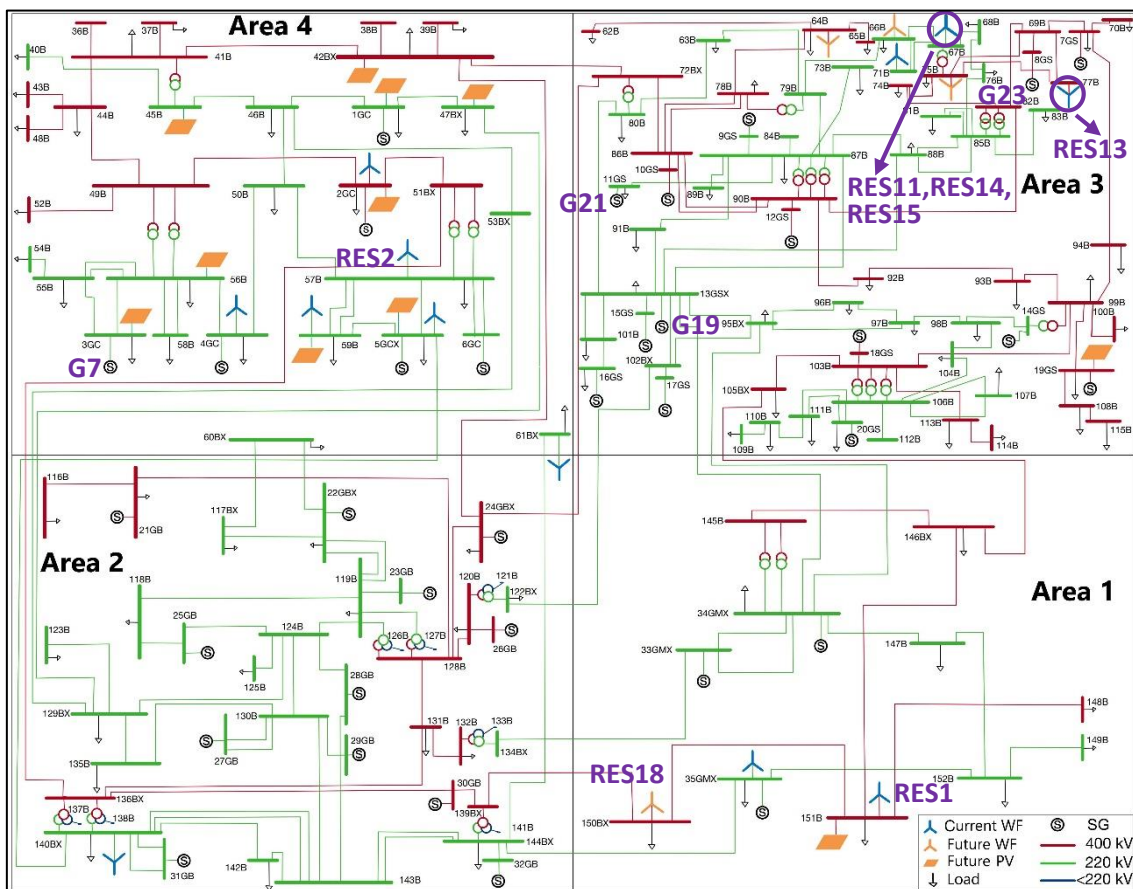 Area 4
36B
37B
38B
39B
40B
41B
42BX
43B
44B
48B
45B
46B
1GC
47BX
49B
50B
2GC
51BX
52B
53BX
54B
55B
56B
RES2
57B
3GC
58B
4GC
59B
5GCX
6GC
G7
60BX
61BX
62B
63B
64B
65B
66B
67B
68B
69B
7GS
70B
8GS
71B
72BX
73B
74B
75B
76B
77B
78B
79B
G23
82B
83B
80B
9GS
84B
81B
85B
RES13
86B
10GS
87B
88B
11GS
89B
G21
90B
12GS
RES11,RES14,
RES15
Area 3
91B
92B
93B
94B
13GSX
15GS
G19
95BX
96B
97B
98B
14GS
99B
100B
101B
102BX
16GS
17GS
18GS
103B
104B
19GS
105BX
106B
107B
108B
109B
110B
111B
20GS
112B
113B
114B
115B
116B
21GB
117BX
22GBX
24GBX
Area 2
118B
119B
23GB
120B
121B
122BX
25GB
123B
124B
125B
126B
127B
128B
26GB
28GB
129BX
130B
27GB
29GB
131B
132B
133B
134BX
135B
136BX
137B
138B
30GB
139BX
140BX
141B
144BX
31GB
142B
143B
32GB
145B
146BX
Area 1
34GMX
33GMX
147B
148B
149B
RES18
35GMX
RES1
150BX
151B
152B
Current WF
Future WF
Future PV
Load
S SG
400 kV
220 kV
<220 kV